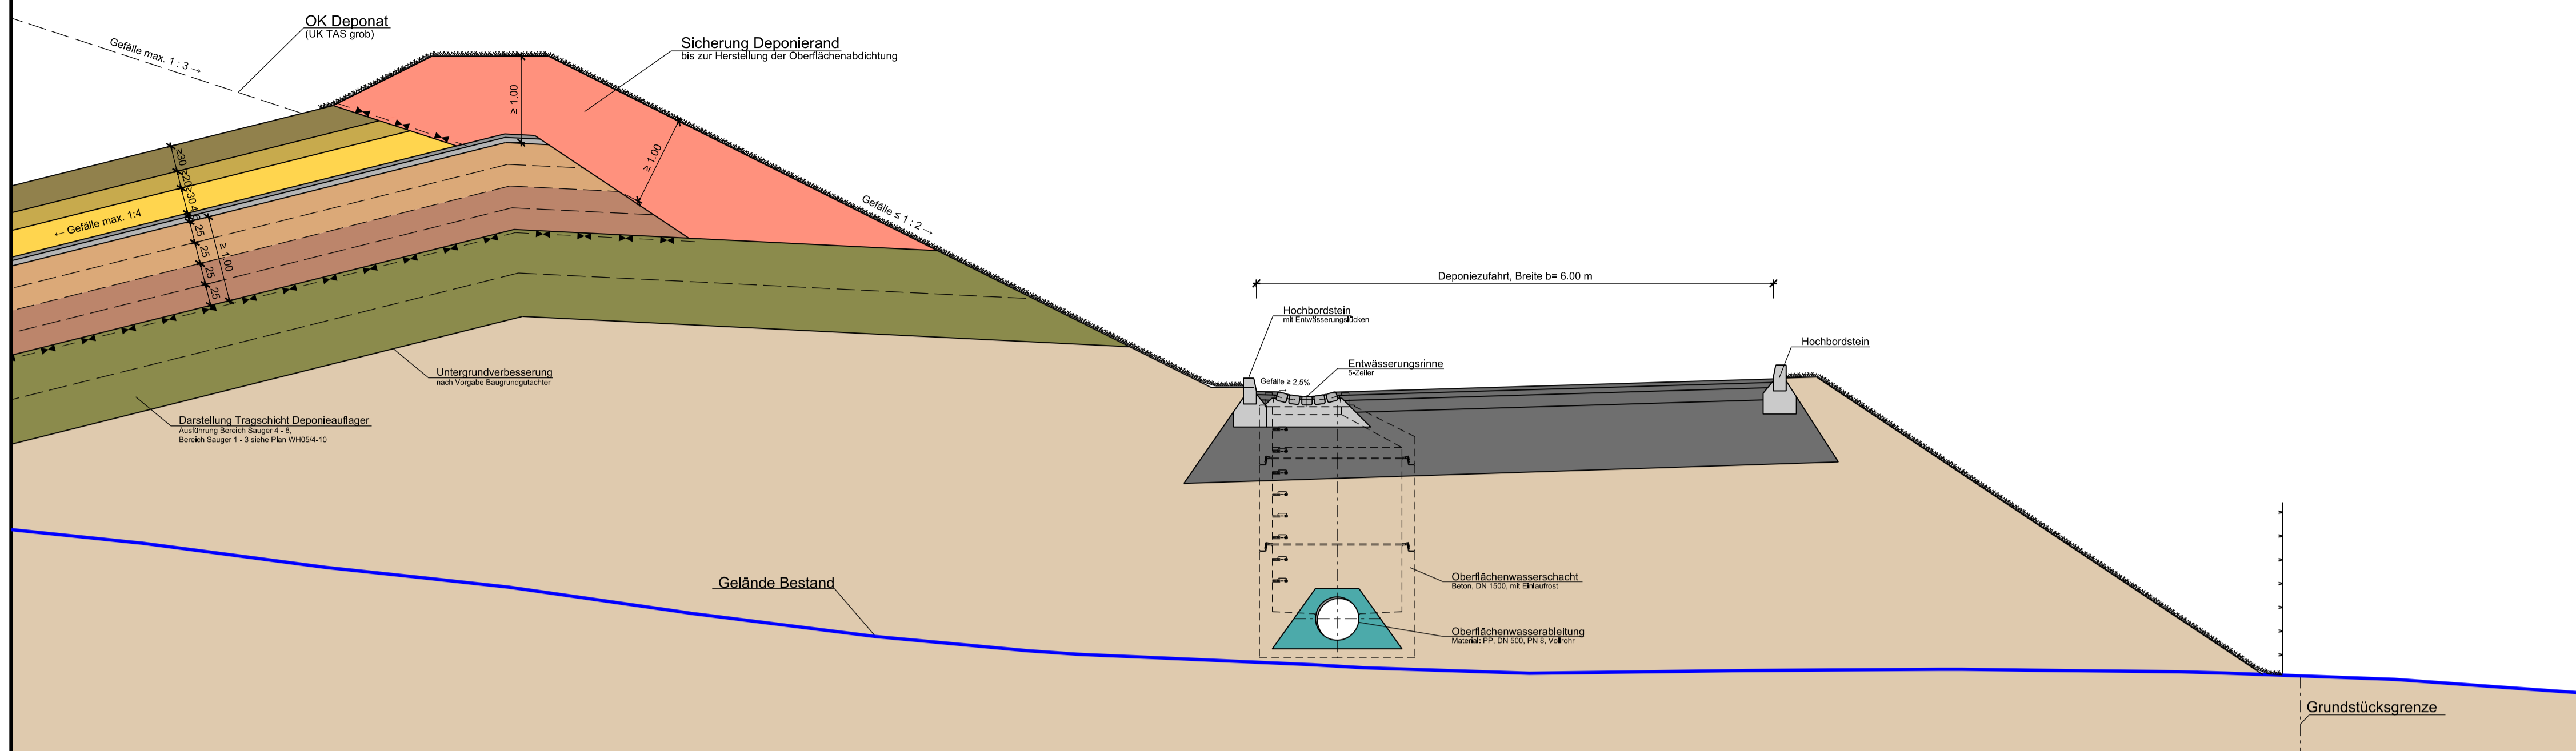 OK Deponat
(UK TAS grob)
Gefälle max. 1 : 3 →
Sicherung Deponierand
bis zur Herstellung der Oberflächenabdichtung
≥ 1.00
≥ 1.00
Gefälle ≤ 1 : 2 →
≥30
≥20
≥30
← Gefälle max. 1:4
25
25
25
25
≥ 1.00
Untergrundverbesserung
nach Vorgabe Baugrundgutachter
Darstellung Tragschicht Deponieauflager
Ausführung Bereich Sauger 4 - 8,
Bereich Sauger 1 - 3 siehe Plan WH05/4-10
Deponiezufahrt, Breite b= 6.00 m
Hochbordstein
mit Entwässerungslücken
Hochbordstein
Entwässerungsrinne
5-Zeiler
Gefälle ≥ 2,5%
→
Gelände Bestand
Oberflächenwasserschacht
Beton, DN 1500, mit Einlaufrost
Oberflächenwasserableitung
Material: PP, DN 500, PN 8, Vollrohr
Grundstücksgrenze